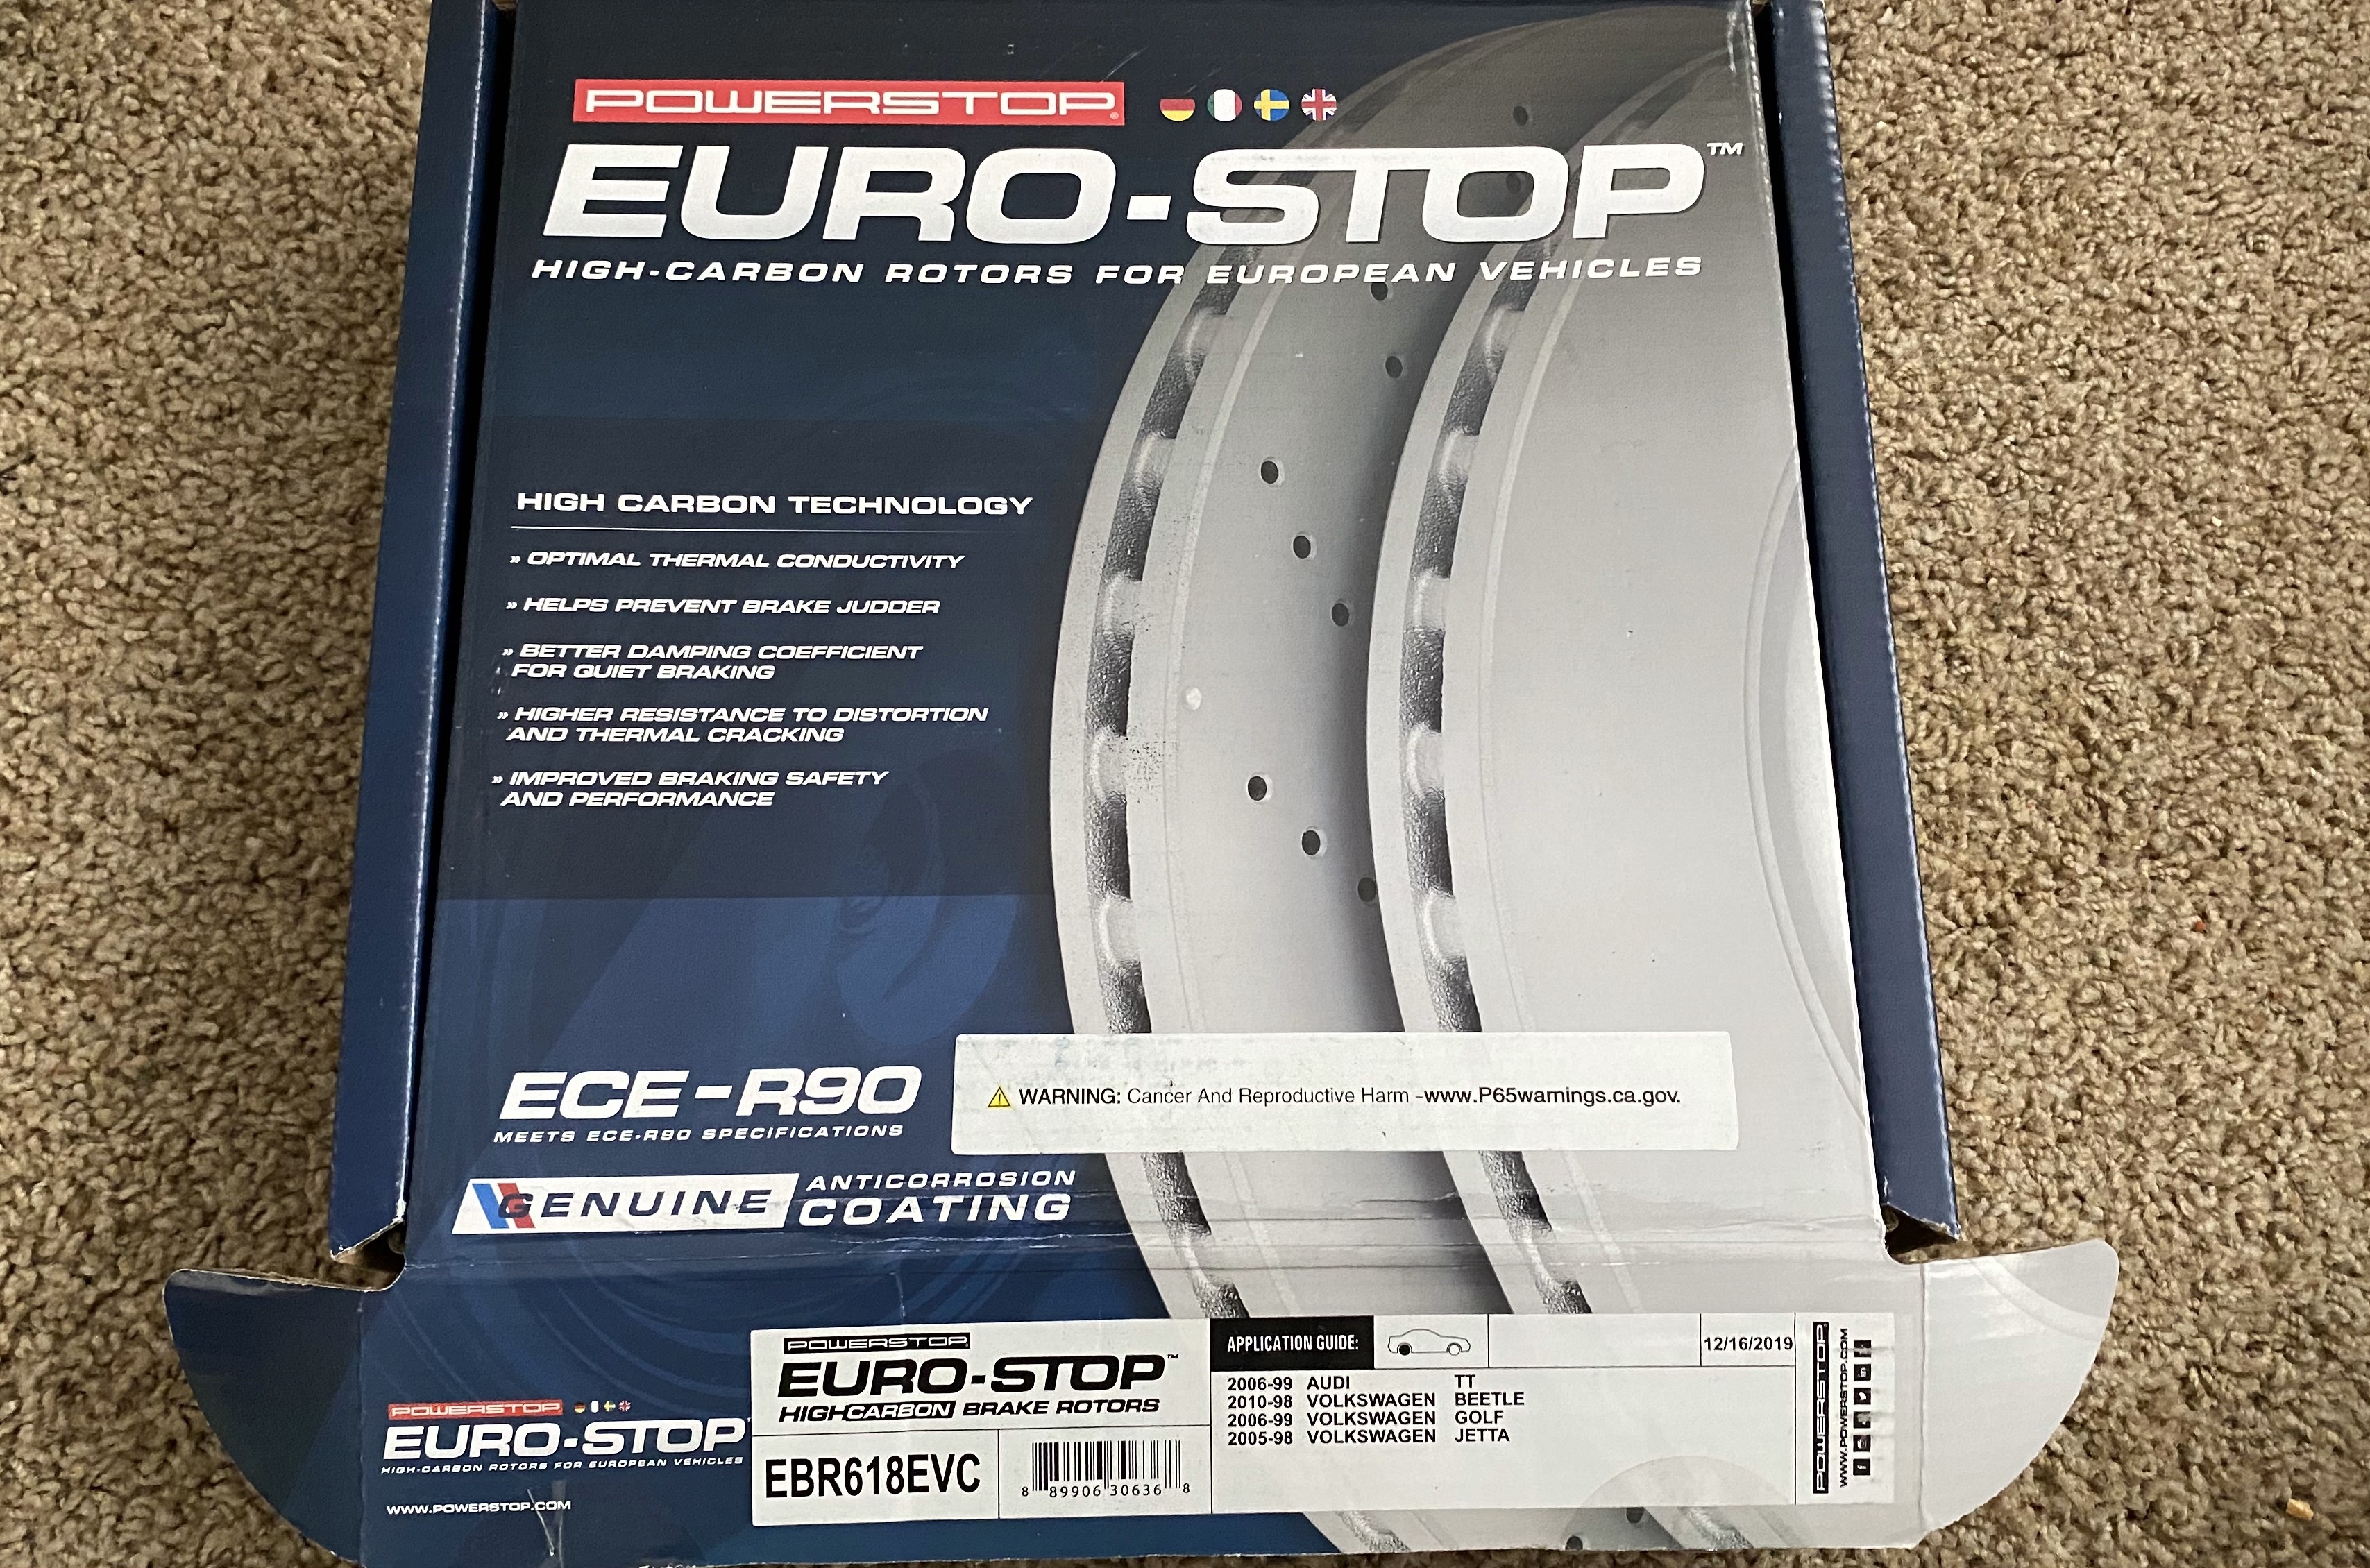 POWERSTOP®
EURO-STOP™
HIGH-CARBON ROTORS FOR EUROPEAN VEHICLES
HIGH CARBON TECHNOLOGY
» OPTIMAL THERMAL CONDUCTIVITY
» HELPS PREVENT BRAKE JUDDER
» BETTER DAMPING COEFFICIENT
FOR QUIET BRAKING
» HIGHER RESISTANCE TO DISTORTION
AND THERMAL CRACKING
» IMPROVED BRAKING SAFETY
AND PERFORMANCE
ECE-R90
MEETS ECE-R90 SPECIFICATIONS
⚠ WARNING: Cancer And Reproductive Harm -www.P65warnings.ca.gov.
GENUINE
ANTICORROSION
COATING
POWERSTOP
EURO-STOP
HIGH-CARBON ROTORS FOR EUROPEAN VEHICLES
WWW.POWERSTOP.COM
POWERSTOP
EURO-STOP™
HIGH CARBON BRAKE ROTORS
EBR618EVC
8 89906 30636 8
APPLICATION GUIDE:
12/16/2019
2006-99 AUDI TT
2010-98 VOLKSWAGEN BEETLE
2006-99 VOLKSWAGEN GOLF
2005-98 VOLKSWAGEN JETTA
POWERSTOP
WWW.POWERSTOP.COM